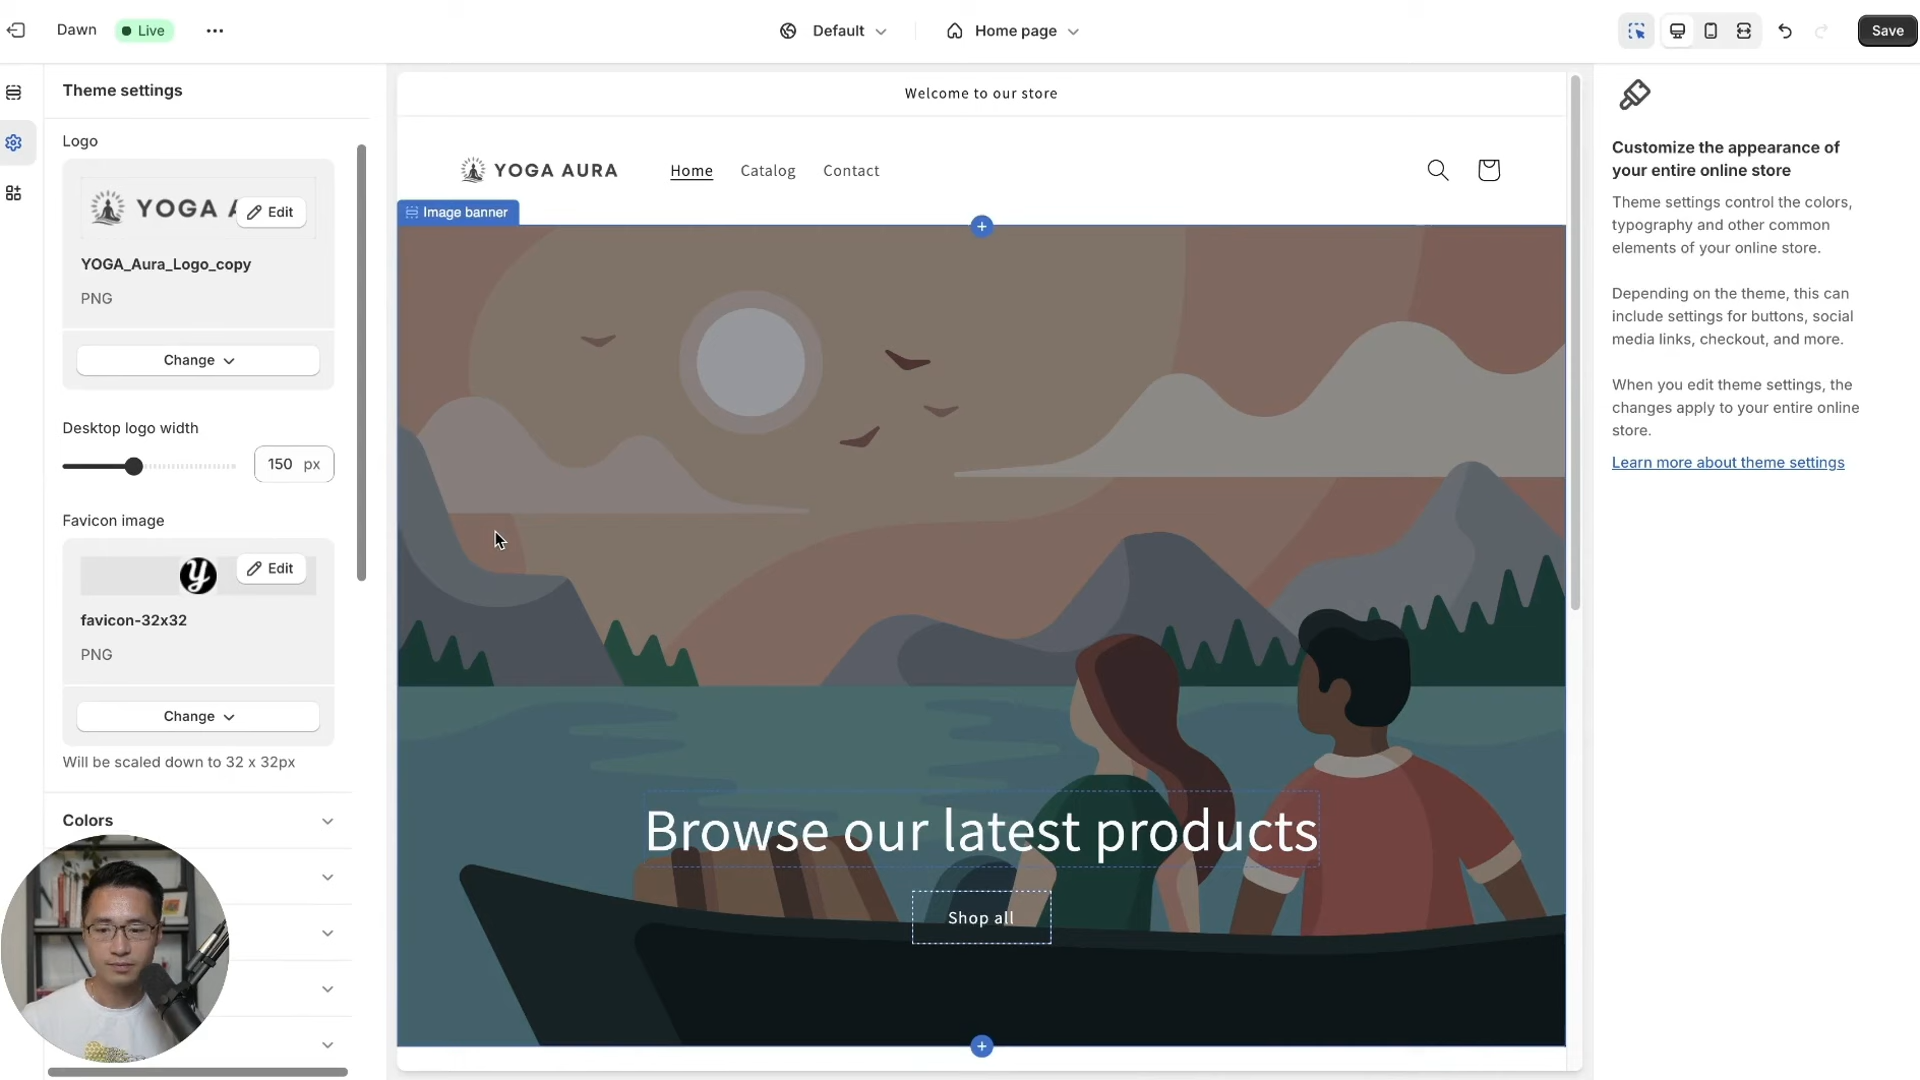 Dawn
Live
Default
Home page
Save
Theme settings
Logo
YOGA A
Edit
YOGA_Aura_Logo_copy
PNG
Change
Desktop logo width
150 px
Favicon image
y
Edit
favicon-32x32
PNG
Change
Will be scaled down to 32 x 32px
Colors
Welcome to our store
YOGA AURA
Home
Catalog
Contact
Image banner
Browse our latest products
Shop all
Customize the appearance of
your entire online store
Theme settings control the colors,
typography and other common
elements of your online store.
Depending on the theme, this can
include settings for buttons, social
media links, checkout, and more.
When you edit theme settings, the
changes apply to your entire online
store.
Learn more about theme settings